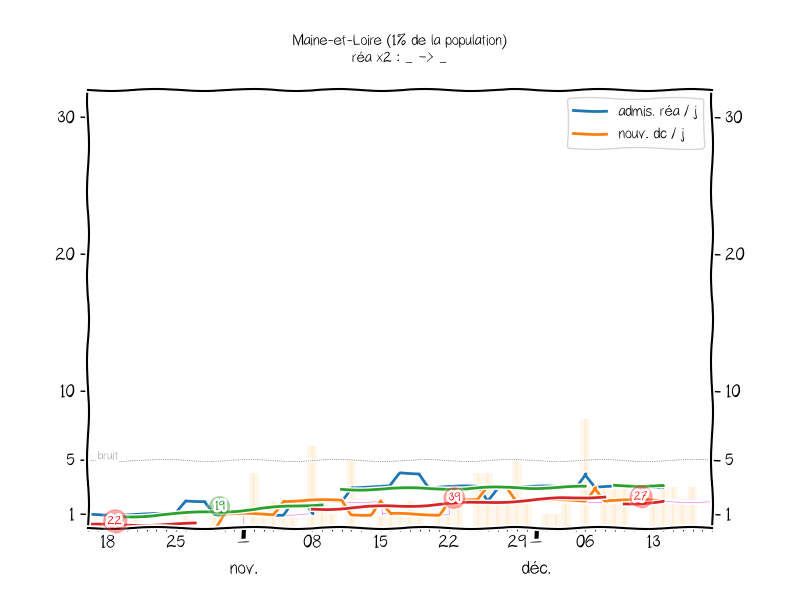 Maine-et-Loire (1% de la population)
réa x2 : _ -> _
admis. réa / j
nouv. dc / j
30 30
20 20
10 10
bruit
5 5
1 1
22 19 39 27
18 25 08 15 22 29 06 13
nov. déc.